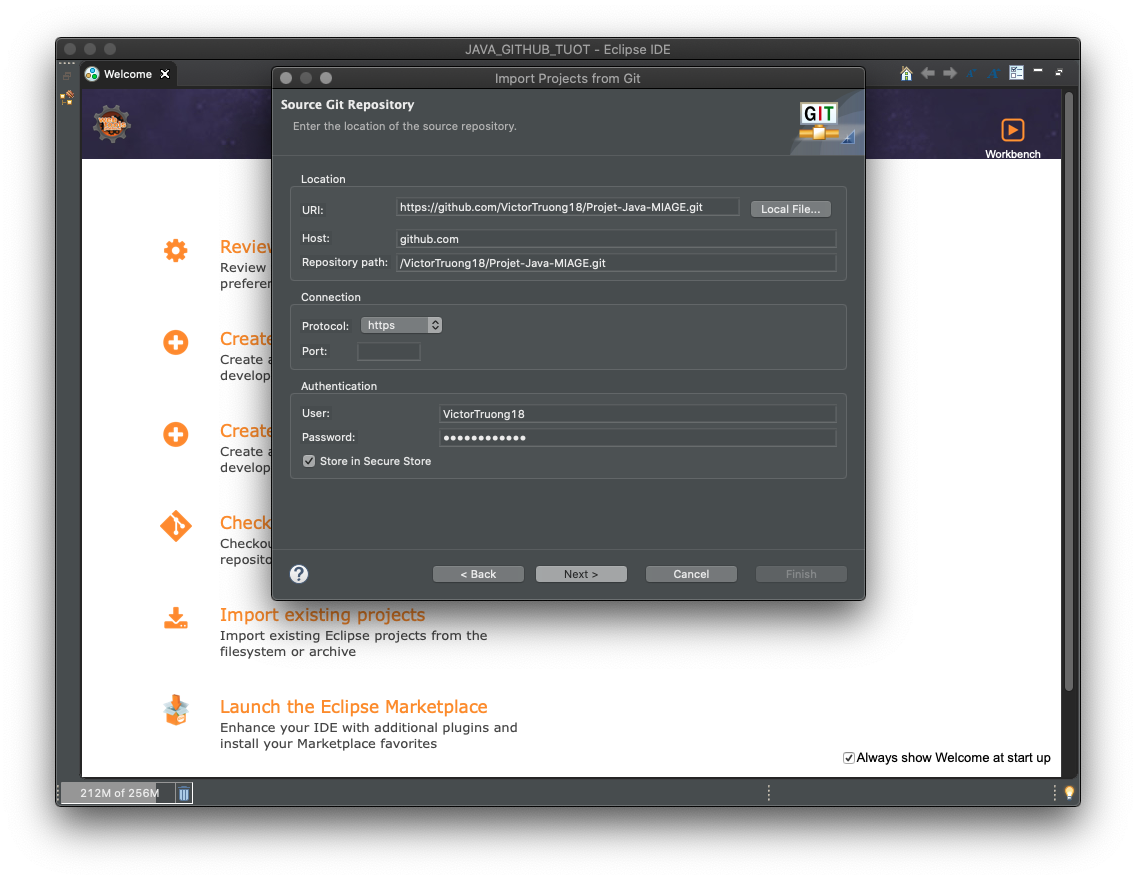 JAVA_GITHUB_TUOT - Eclipse IDE
Welcome
Import Projects from Git
Source Git Repository
Enter the location of the source repository.
GIT
Workbench
Location
URI:
https://github.com/VictorTruong18/Projet-Java-MIAGE.git
Local File...
Host:
github.com
Repository path:
/VictorTruong18/Projet-Java-MIAGE.git
Connection
Protocol:
https
Port:
Authentication
User:
VictorTruong18
Password:
●●●●●●●●●●●●
Store in Secure Store
?
< Back
Next >
Cancel
Finish
Review
Review
prefere
Create
Create a
develop
Create
Create a
develop
Check
Checkou
reposito
Import existing projects
Import existing Eclipse projects from the
filesystem or archive
Launch the Eclipse Marketplace
Enhance your IDE with additional plugins and
install your Marketplace favorites
Always show Welcome at start up
212M of 256M